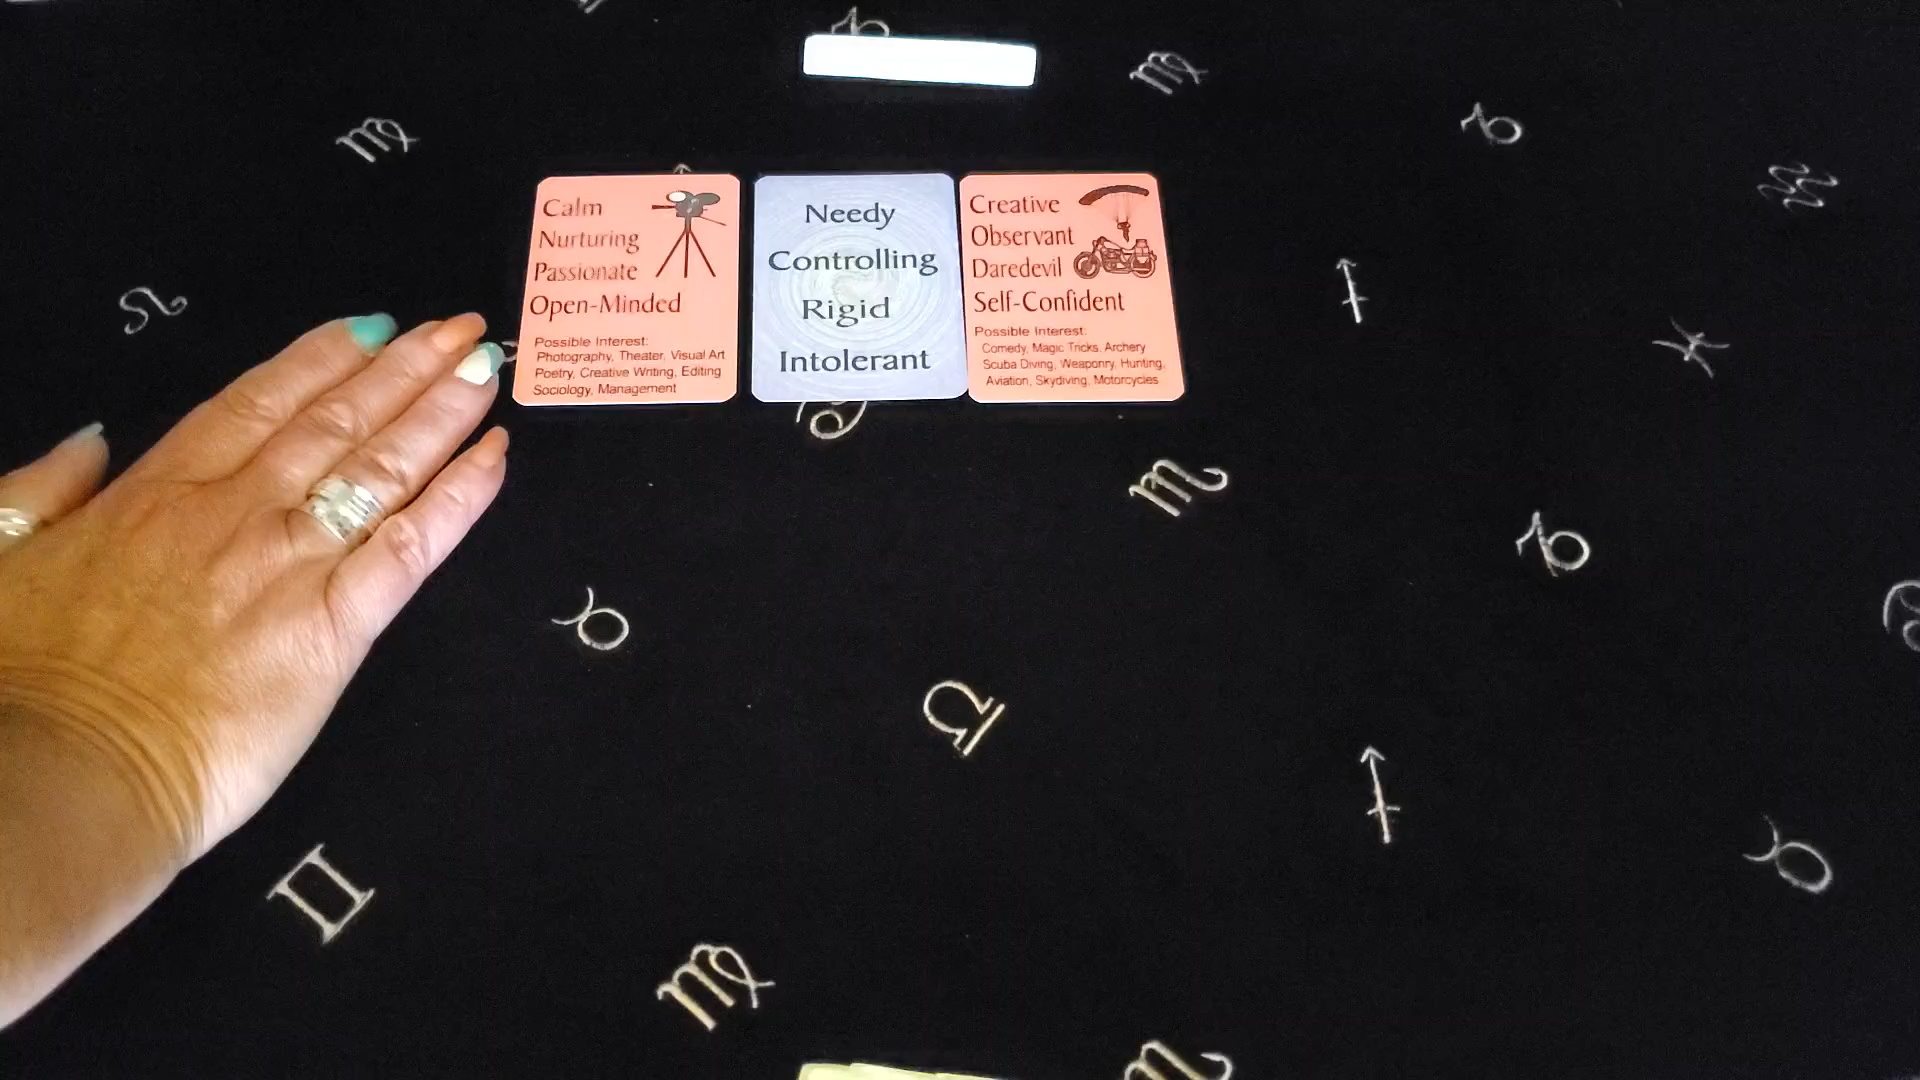 Calm
Nurturing
Passionate
Open-Minded
Possible Interest:
Photography, Theater, Visual Art
Poetry, Creative Writing, Editing
Sociology, Management
Needy
Controlling
Rigid
Intolerant
Creative
Observant
Daredevil
Self-Confident
Possible Interest:
Comedy, Magic Tricks, Archery
Scuba Diving, Weaponry, Hunting,
Aviation, Skydiving, Motorcycles